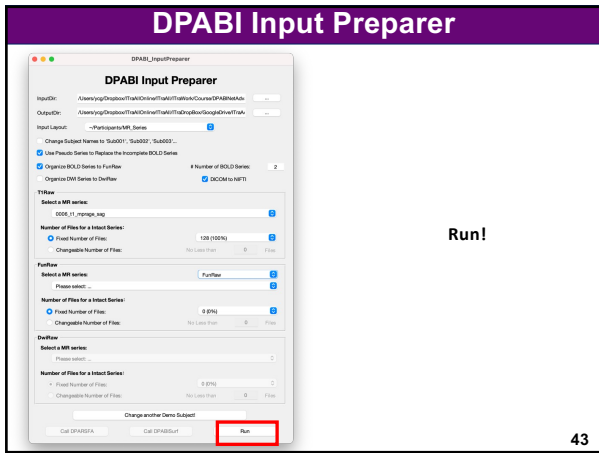 DPABI Input Preparer
DPABI_InputPreparer
DPABI Input Preparer
InputDir: /Users/yog/Dropbox/ITraAllOnline/ITraAll/ITraWork/Course/DPABINetAdv ...
OutputDir: /Users/yog/Dropbox/ITraAllOnline/ITraAll/ITraDropBox/GoogleDrive/ITraA ...
Input Layout: ~/Participants/MR_Series
Change Subject Names to 'Sub001', 'Sub002', 'Sub003'...
Use Pseudo Series to Replace the Incomplete BOLD Series
Organize BOLD Series to FunRaw # Number of BOLD Series: 2
Organize DWI Series to DwiRaw DICOM to NIFTI
T1Raw
Select a MR series:
0006_t1_mprage_sag
Number of Files for a Intact Series:
Fixed Number of Files: 128 (100%)
Changeable Number of Files: No Less than 0 Files
FunRaw
Select a MR series: FunRaw
Please select: ...
Number of Files for a Intact Series:
Fixed Number of Files: 0 (0%)
Changeable Number of Files: No Less than 0 Files
DwiRaw
Select a MR series:
Please select: ...
Number of Files for a Intact Series:
Fixed Number of Files: 0 (0%)
Changeable Number of Files: No Less than 0 Files
Change another Demo Subject!
Call DPARSFA Call DPABISurf Run
Run!
43